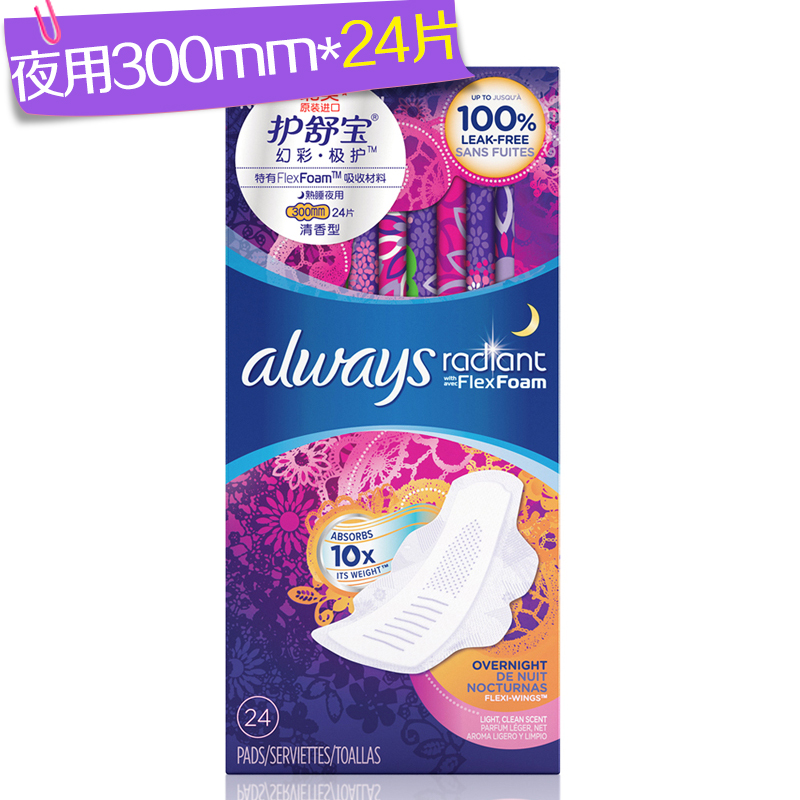 夜用300mm*24片
原装进口
护舒宝®
幻彩·极护™
特有FlexFoam™ 吸收材料
熟睡夜用
300mm 24片
清香型
UP TO JUSQU'À
100%
LEAK-FREE
SANS FUITES
always radiant
with avec FlexFoam
ABSORBS
10x
ITS WEIGHT™
OVERNIGHT
DE NUIT
NOCTURNAS
FLEXI-WINGS™
LIGHT, CLEAN SCENT
PARFUM LÉGER, NET
AROMA LIGERO Y LIMPIO
24
PADS/SERVIETTES/TOALLAS